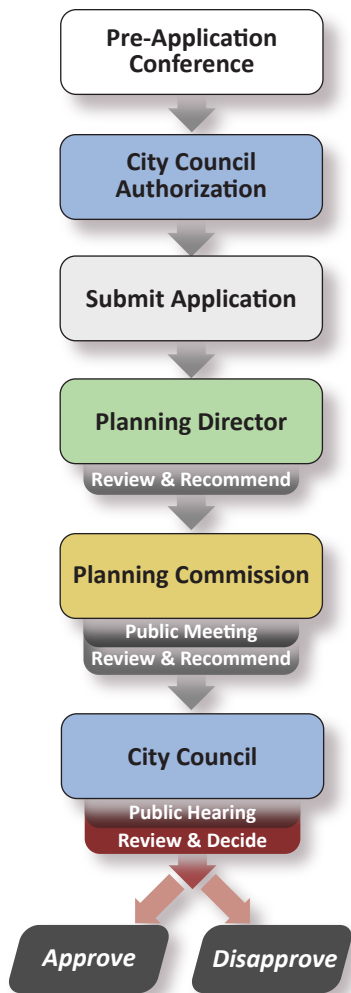 Pre-Application
Conference
City Council
Authorization
Submit Application
Planning Director
Review & Recommend
Planning Commission
Public Meeting
Review & Recommend
City Council
Public Hearing
Review & Decide
Approve
Disapprove